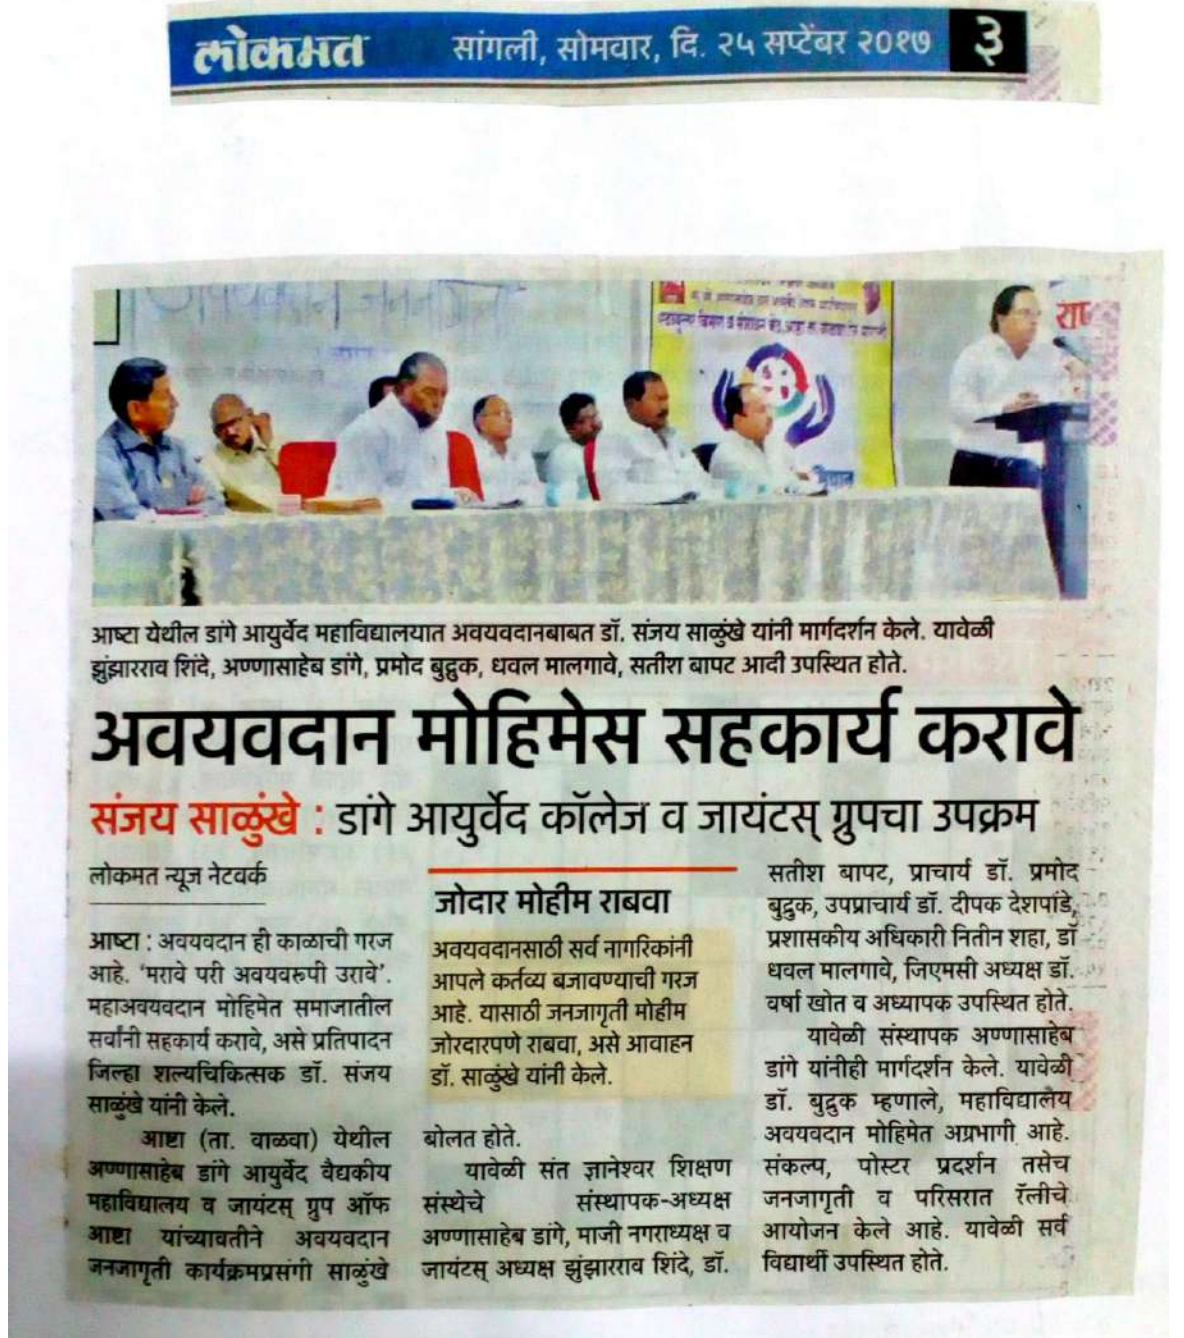 लोकमत सांगली, सोमवार, दि. २५ सप्टेंबर २०१७ ३
आष्टा येथील डांगे आयुर्वेद महाविद्यालयात अवयवदानबाबत डॉ. संजय साळुंखे यांनी मार्गदर्शन केले. यावेळी
झुंझारराव शिंदे, अण्णासाहेब डांगे, प्रमोद बुद्रुक, धवल मालगावे, सतीश बापट आदी उपस्थित होते.
अवयवदान मोहिमेस सहकार्य करावे
संजय साळुंखे : डांगे आयुर्वेद कॉलेज व जायंटस् ग्रुपचा उपक्रम
लोकमत न्यूज नेटवर्क
आष्टा : अवयवदान ही काळाची गरज
आहे. ‘मरावे परी अवयवरुपी उरावे’.
महाअवयवदान मोहिमेत समाजातील
सर्वांनी सहकार्य करावे, असे प्रतिपादन
जिल्हा शल्यचिकित्सक डॉ. संजय
साळुंखे यांनी केले.
आष्टा (ता. वाळवा) येथील
अण्णासाहेब डांगे आयुर्वेद वैद्यकीय
महाविद्यालय व जायंटस् ग्रुप ऑफ
आष्टा यांच्यावतीने अवयवदान
जनजागृती कार्यक्रमप्रसंगी साळुंखे
जोदार मोहीम राबवा
अवयवदानसाठी सर्व नागरिकांनी
आपले कर्तव्य बजावण्याची गरज
आहे. यासाठी जनजागृती मोहीम
जोरदारपणे राबवा, असे आवाहन
डॉ. साळुंखे यांनी केले.
बोलत होते.
यावेळी संत ज्ञानेश्वर शिक्षण
संस्थेचे संस्थापक-अध्यक्ष
अण्णासाहेब डांगे, माजी नगराध्यक्ष व
जायंटस् अध्यक्ष झुंझारराव शिंदे, डॉ.
सतीश बापट, प्राचार्य डॉ. प्रमोद
बुद्रुक, उपप्राचार्य डॉ. दीपक देशपांडे,
प्रशासकीय अधिकारी नितीन शहा, डॉ
धवल मालगावे, जिएमसी अध्यक्ष डॉ.
वर्षा खोत व अध्यापक उपस्थित होते.
यावेळी संस्थापक अण्णासाहेब
डांगे यांनीही मार्गदर्शन केले. यावेळी
डॉ. बुद्रुक म्हणाले, महाविद्यालय
अवयवदान मोहिमेत अग्रभागी आहे.
संकल्प, पोस्टर प्रदर्शन तसेच
जनजागृती व परिसरात रॅलीचे
आयोजन केले आहे. यावेळी सर्व
विद्यार्थी उपस्थित होते.